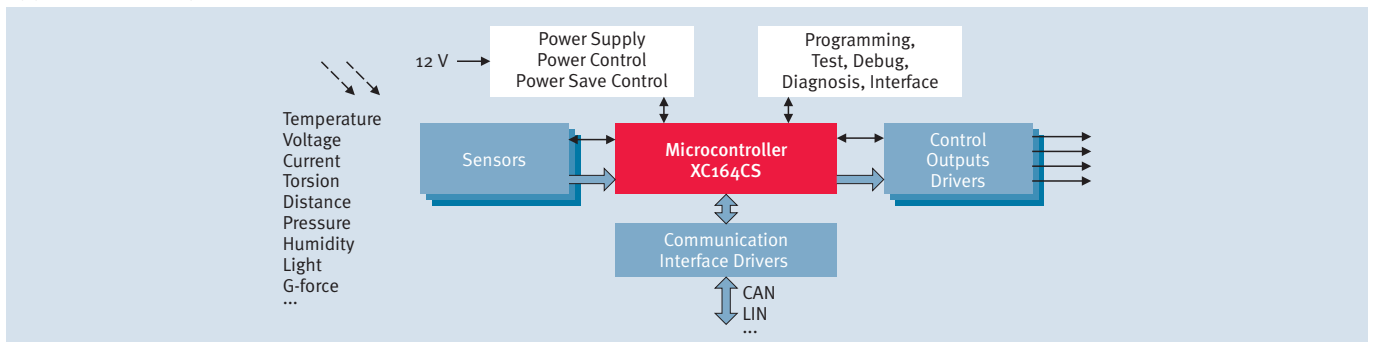 12 V
Power Supply
Power Control
Power Save Control
Programming,
Test, Debug,
Diagnosis, Interface
Temperature
Voltage
Current
Torsion
Distance
Pressure
Humidity
Light
G-force
...
Sensors
Microcontroller
XC164CS
Control
Outputs
Drivers
Communication
Interface Drivers
CAN
LIN
...